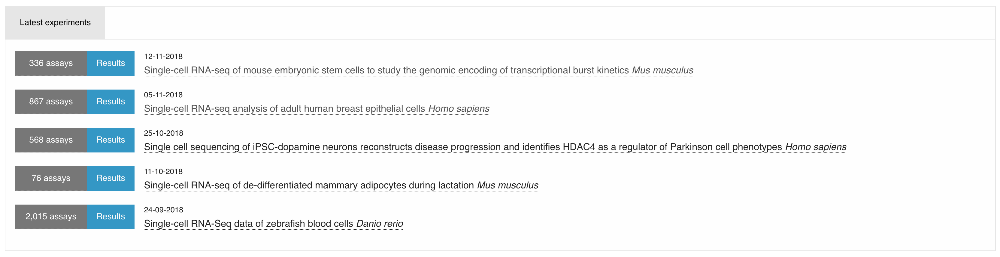 Latest experiments
336 assays Results
12-11-2018
Single-cell RNA-seq of mouse embryonic stem cells to study the genomic encoding of transcriptional burst kinetics Mus musculus
867 assays Results
05-11-2018
Single-cell RNA-seq analysis of adult human breast epithelial cells Homo sapiens
568 assays Results
25-10-2018
Single cell sequencing of iPSC-dopamine neurons reconstructs disease progression and identifies HDAC4 as a regulator of Parkinson cell phenotypes Homo sapiens
76 assays Results
11-10-2018
Single-cell RNA-seq of de-differentiated mammary adipocytes during lactation Mus musculus
2,015 assays Results
24-09-2018
Single-cell RNA-Seq data of zebrafish blood cells Danio rerio